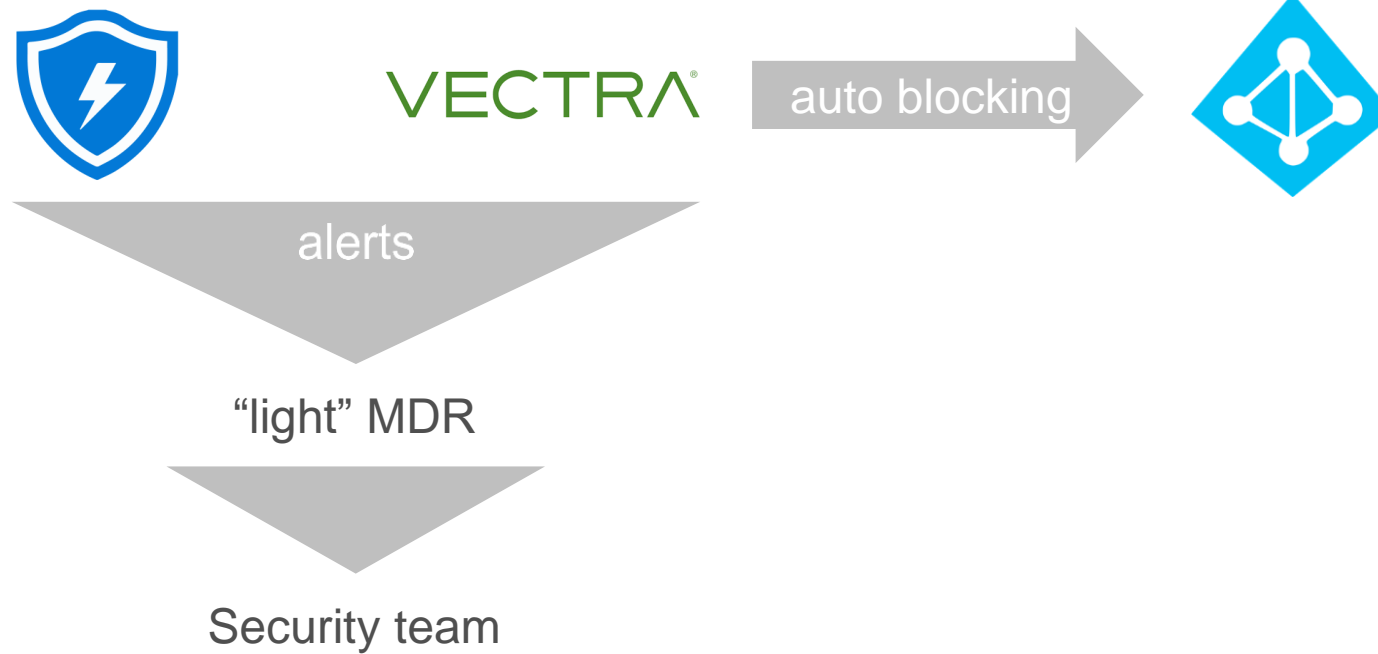 VECTRA®
auto blocking
alerts
“light” MDR
Security team